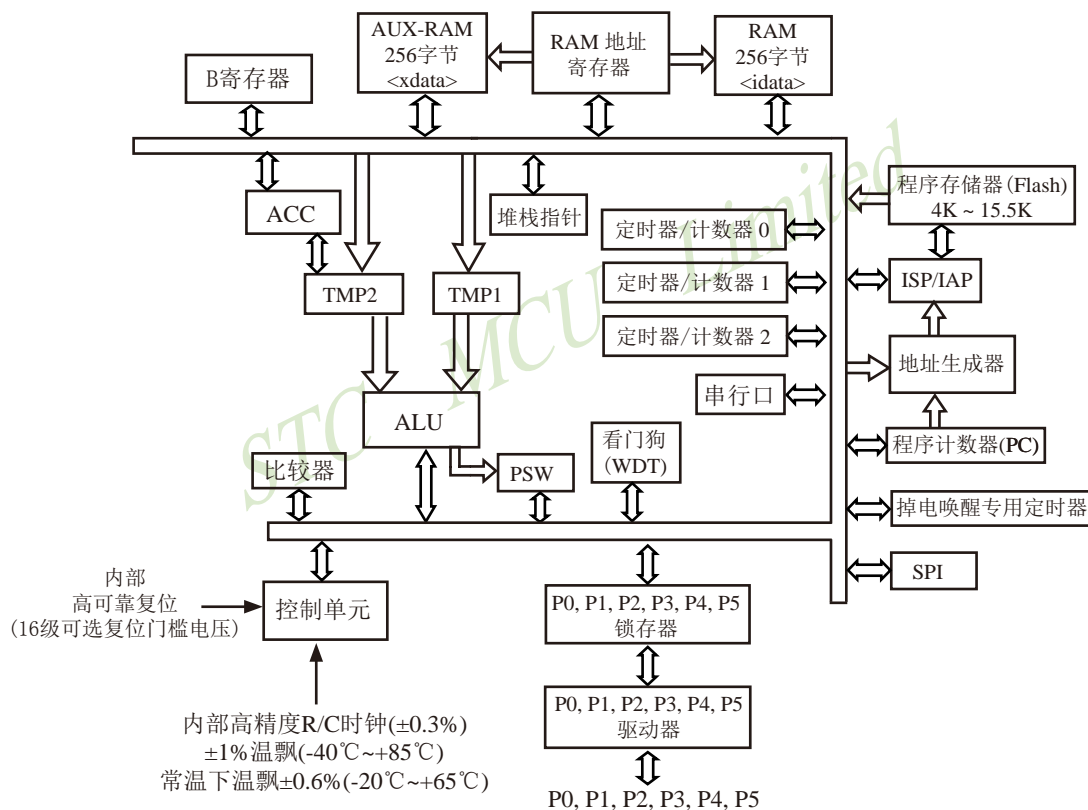 AUX-RAM
256字节
<xdata>
RAM 地址
寄存器
RAM
256字节
<idata>
B寄存器
ACC
堆栈指针
程序存储器(Flash)
4K ~ 15.5K
定时器/计数器 0
TMP2
TMP1
定时器/计数器 1
ISP/IAP
定时器/计数器 2
地址生成器
串行口
ALU
程序计数器(PC)
比较器
PSW
看门狗
(WDT)
掉电唤醒专用定时器
SPI
内部
高可靠复位
(16级可选复位门槛电压)
控制单元
P0, P1, P2, P3, P4, P5
锁存器
内部高精度R/C时钟(±0.3%)
±1%温飘(-40℃~+85℃)
常温下温飘±0.6%(-20℃~+65℃)
P0, P1, P2, P3, P4, P5
驱动器
P0, P1, P2, P3, P4, P5
STC MCU Limited